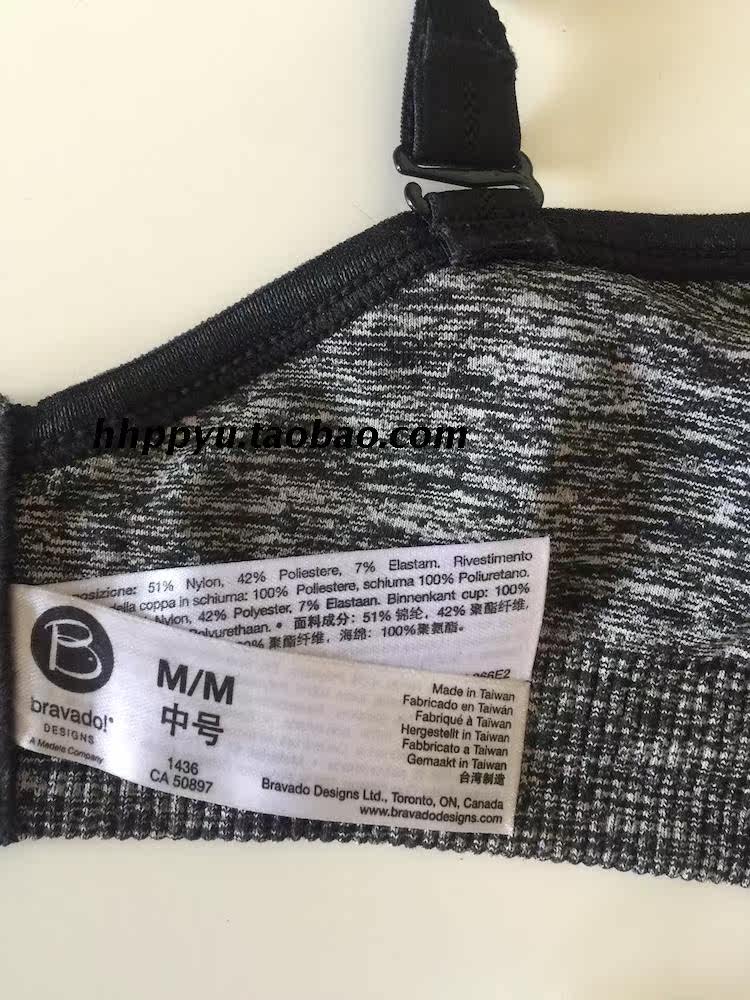 hhppyu.taobao.com
51% Nylon, 42% Poliestere, 7% Elastam. Rivestimento
della coppa in schiuma: 100% Poliestere, schiuma 100% Poliuretano.
Nylon, 42% Polyester, 7% Elastaan. Binnenkant cup: 100%
• 面料成分: 51% 锦纶, 42% 聚酯纤维,
聚酯纤维, 海绵: 100%聚氨酯.
B
bravado!
DESIGNS
A Medela Company
M/M
中号
1436
CA 50897
Made in Taiwan
Fabricado en Taiwán
Fabriqué à Taiwan
Hergestellt in Taiwan
Fabbricato a Taiwan
Gemaakt in Taiwan
台湾制造
Bravado Designs Ltd., Toronto, ON, Canada
www.bravadodesigns.com